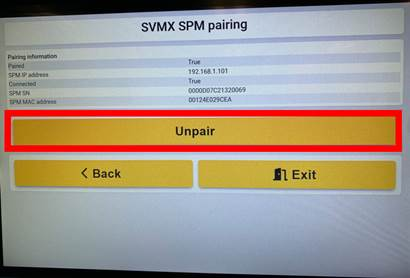 SVMX SPM pairing
Pairing information
Paired True
SPM IP address 192.168.1.101
Connected True
SPM SN 0000D07C21320069
SPM MAC address 00124E029CEA
Unpair
Back
Exit